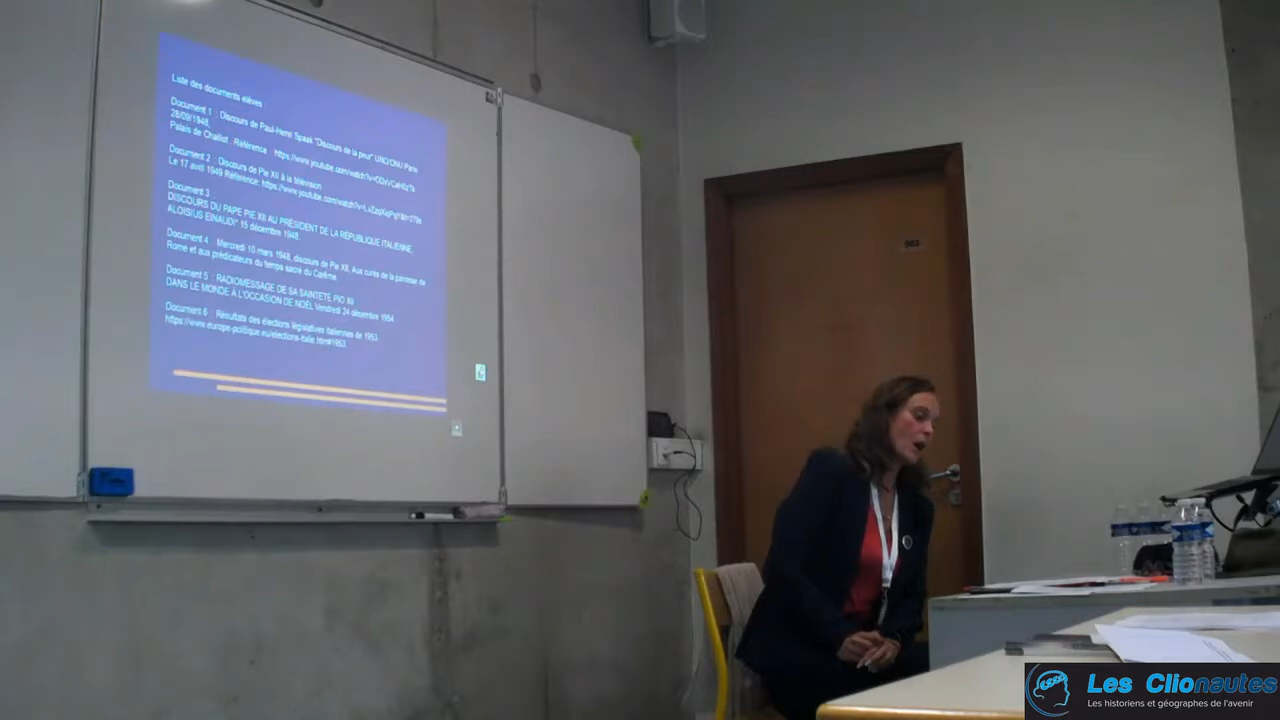 Liste des documents élèves :
Document 1 : Discours de Paul-Henri Spaak "Discours de la peur" UNO/ONU Paris
28/09/1948,
Palais de Chaillot : Référence : https://www.youtube.com/watch?v=
Document 2 : Discours de Pie XII à la télévision
Le 17 avril 1949 Référence: https://www.youtube.com/watch?v=
Document 3 :
DISCOURS DU PAPE PIE XII AU PRÉSIDENT DE LA RÉPUBLIQUE ITALIENNE,
ALOISIUS EINAUDI* 15 décembre 1948.
Document 4 : Mercredi 10 mars 1948, discours de Pie XII, Aux curés de la paroisse de
Rome et aux prédicateurs du temps sacré du Carême.
Document 5 : RADIOMESSAGE DE SA SAINTETÉ PIO XII
DANS LE MONDE À L'OCCASION DE NOËL Vendredi 24 décembre 1954
Document 6 : Résultats des élections législatives italiennes de 1953.
https://www.europe-politique.eu/elections-italie.htm#1953
Les Clionautes
Les historiens et géographes de l'avenir